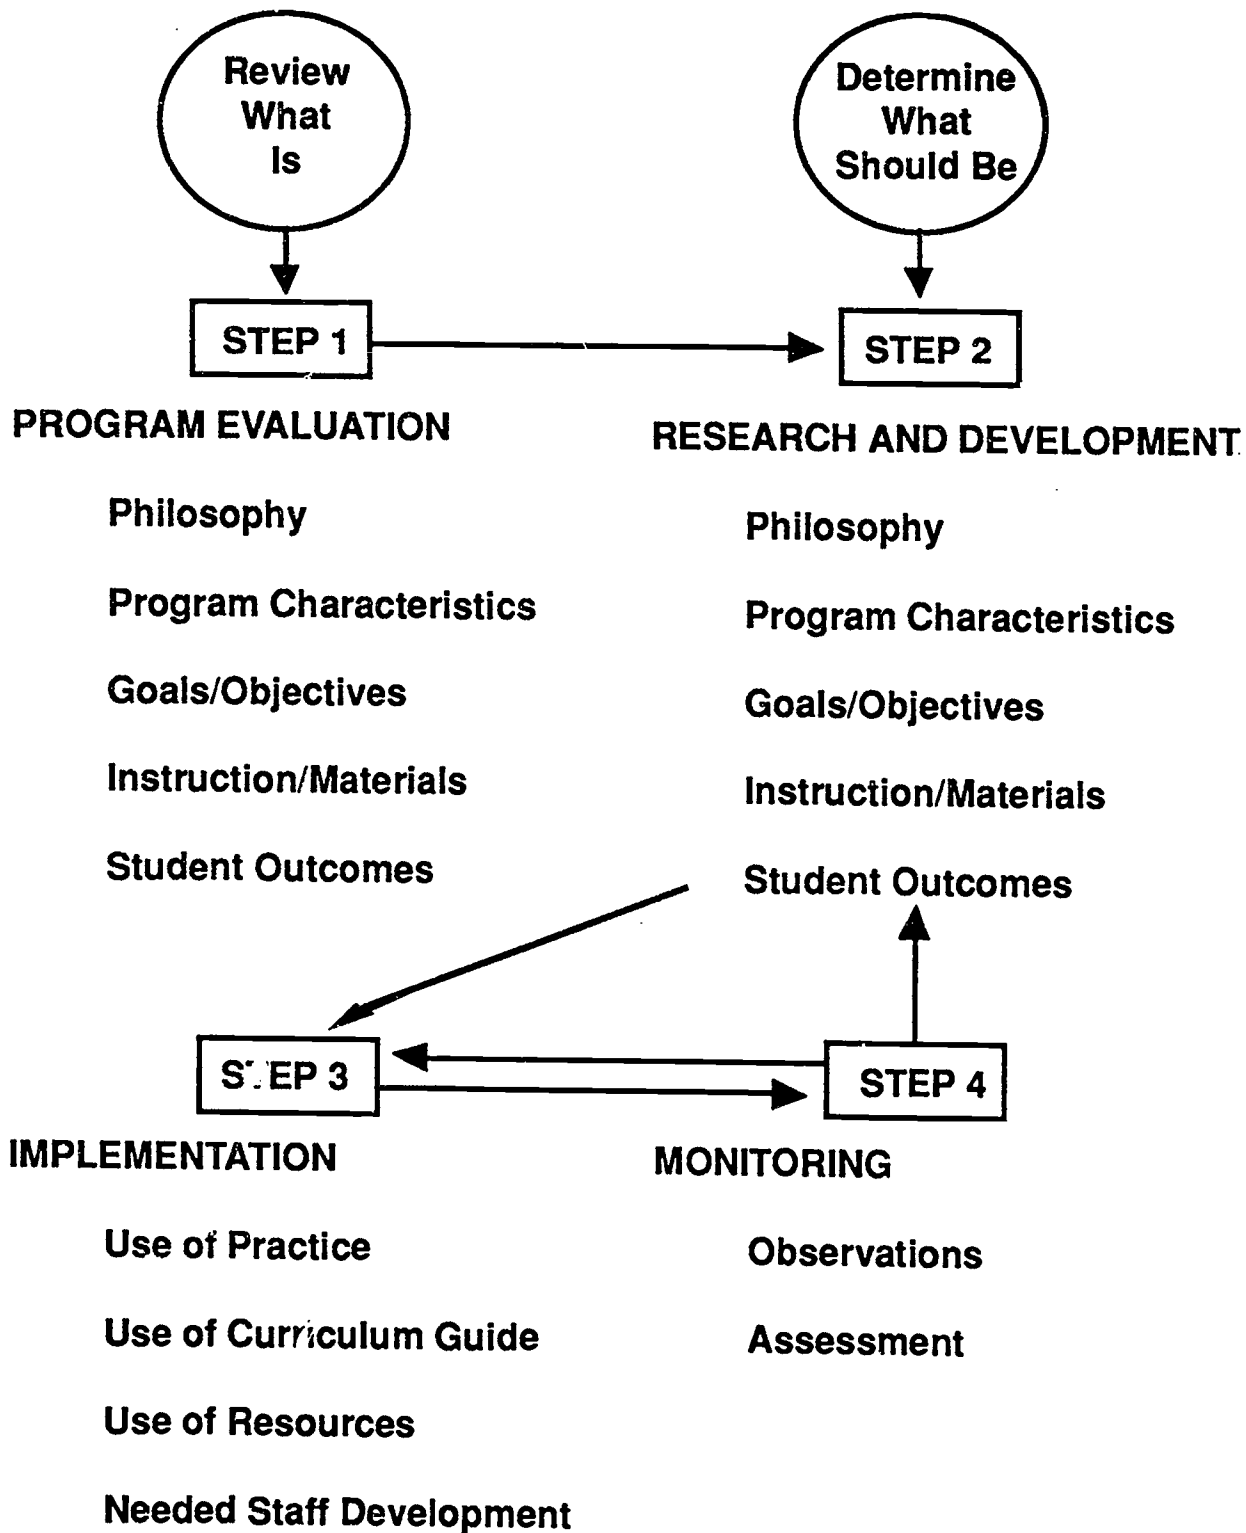 Review
What
Is
Determine
What
Should Be
STEP 1
STEP 2
PROGRAM EVALUATION
Philosophy
Program Characteristics
Goals/Objectives
Instruction/Materials
Student Outcomes
RESEARCH AND DEVELOPMENT
Philosophy
Program Characteristics
Goals/Objectives
Instruction/Materials
Student Outcomes
STEP 3
STEP 4
IMPLEMENTATION
Use of Practice
Use of Curriculum Guide
Use of Resources
Needed Staff Development
MONITORING
Observations
Assessment